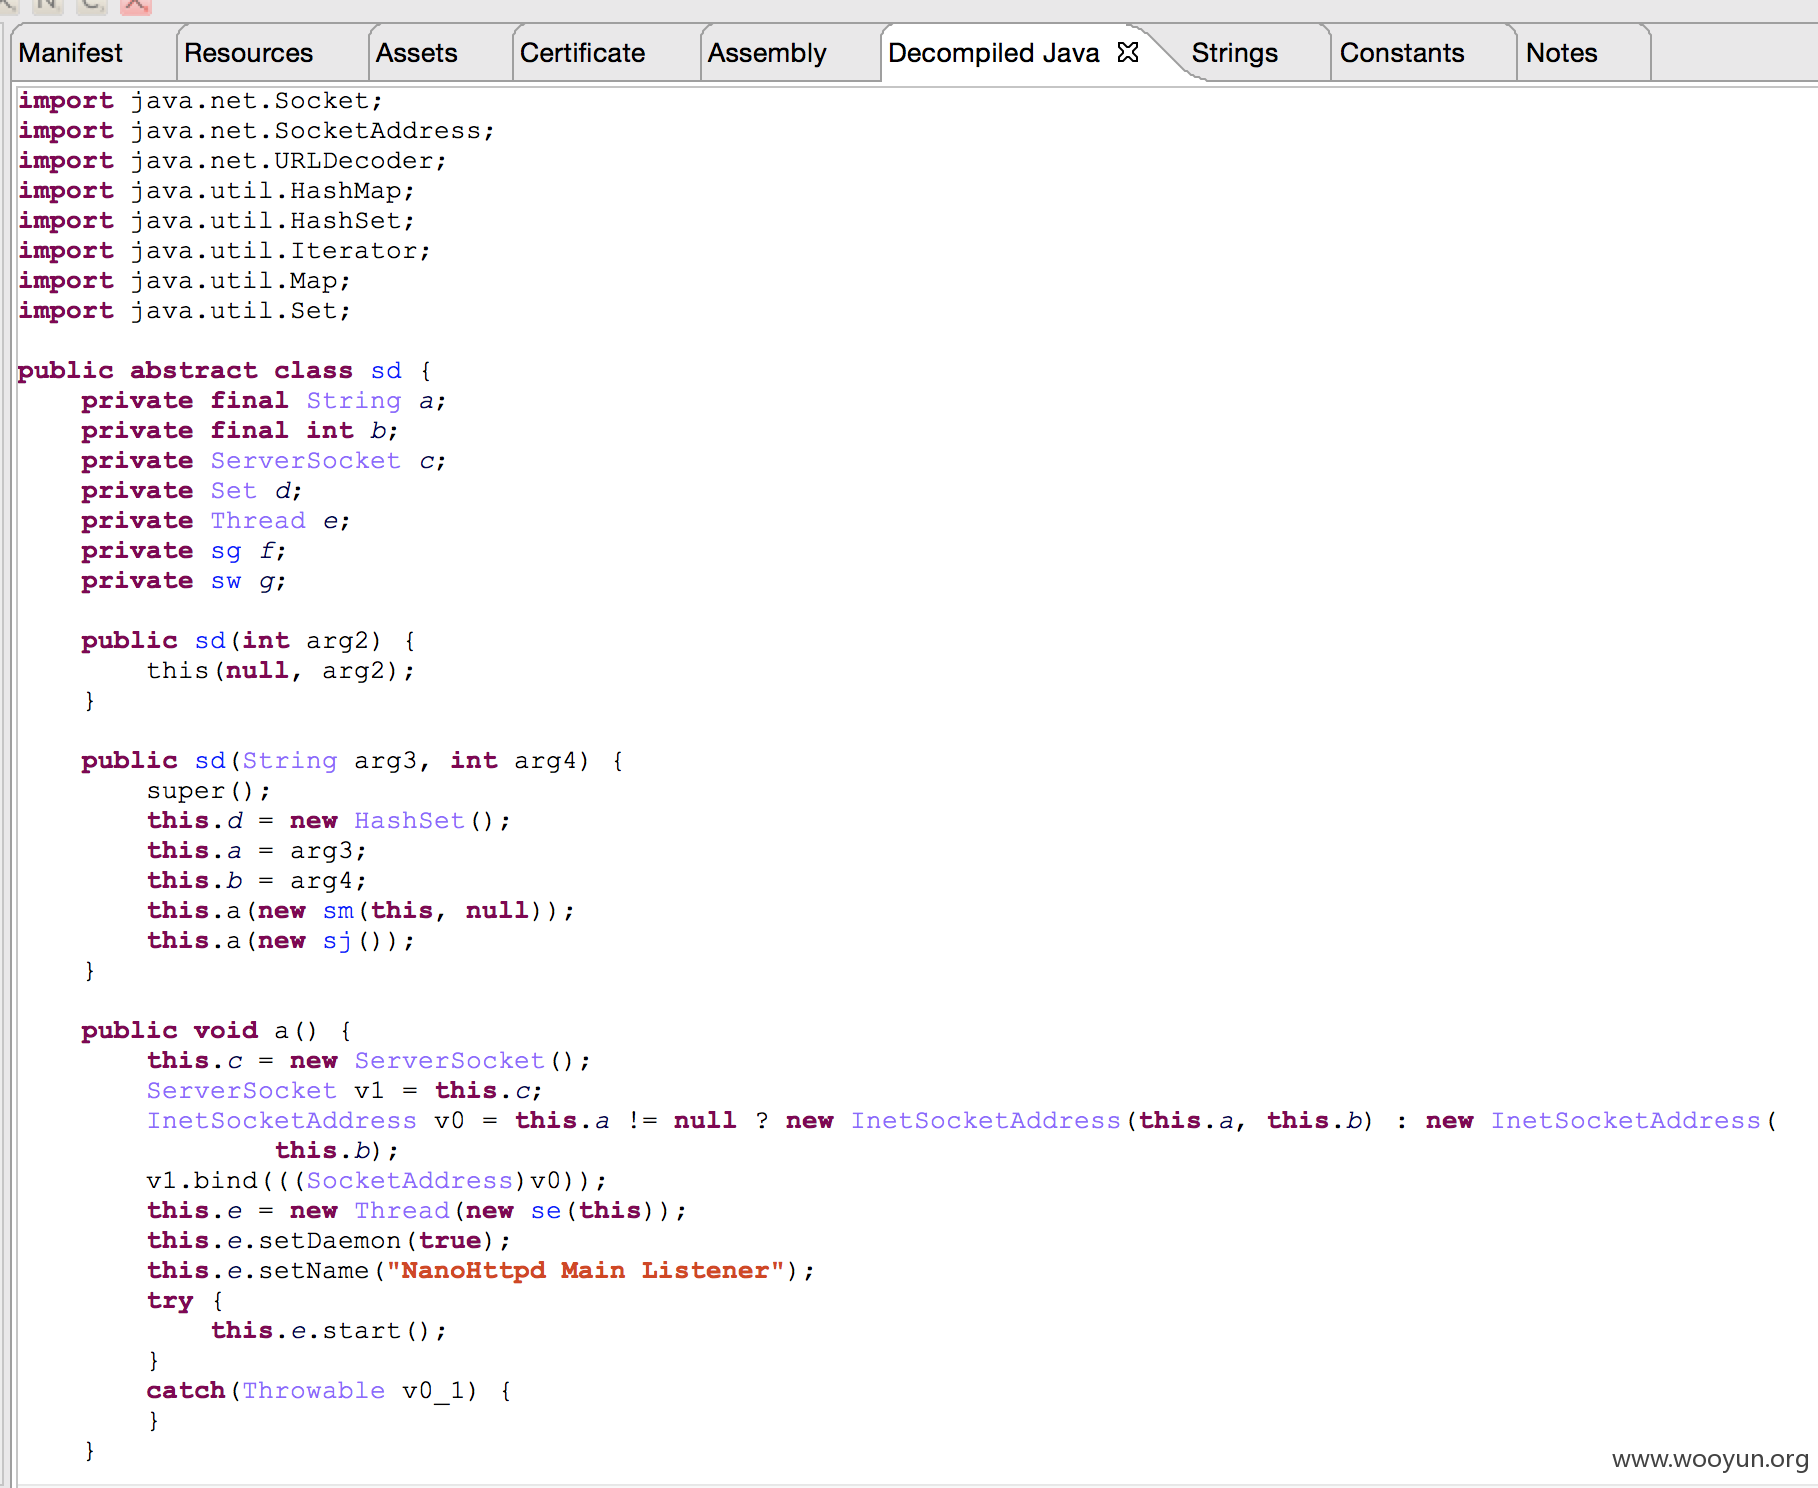 Manifest Resources Assets Certificate Assembly Decompiled Java Strings Constants Notes
import java.net.Socket;
import java.net.SocketAddress;
import java.net.URLDecoder;
import java.util.HashMap;
import java.util.HashSet;
import java.util.Iterator;
import java.util.Map;
import java.util.Set;

public abstract class sd {
    private final String a;
    private final int b;
    private ServerSocket c;
    private Set d;
    private Thread e;
    private sg f;
    private sw g;

    public sd(int arg2) {
        this(null, arg2);
    }

    public sd(String arg3, int arg4) {
        super();
        this.d = new HashSet();
        this.a = arg3;
        this.b = arg4;
        this.a(new sm(this, null));
        this.a(new sj());
    }

    public void a() {
        this.c = new ServerSocket();
        ServerSocket v1 = this.c;
        InetSocketAddress v0 = this.a != null ? new InetSocketAddress(this.a, this.b) : new InetSocketAddress(
                this.b);
        v1.bind(((SocketAddress)v0));
        this.e = new Thread(new se(this));
        this.e.setDaemon(true);
        this.e.setName("NanoHttpd Main Listener");
        try {
            this.e.start();
        }
        catch(Throwable v0_1) {
        }
    }
www.wooyun.org